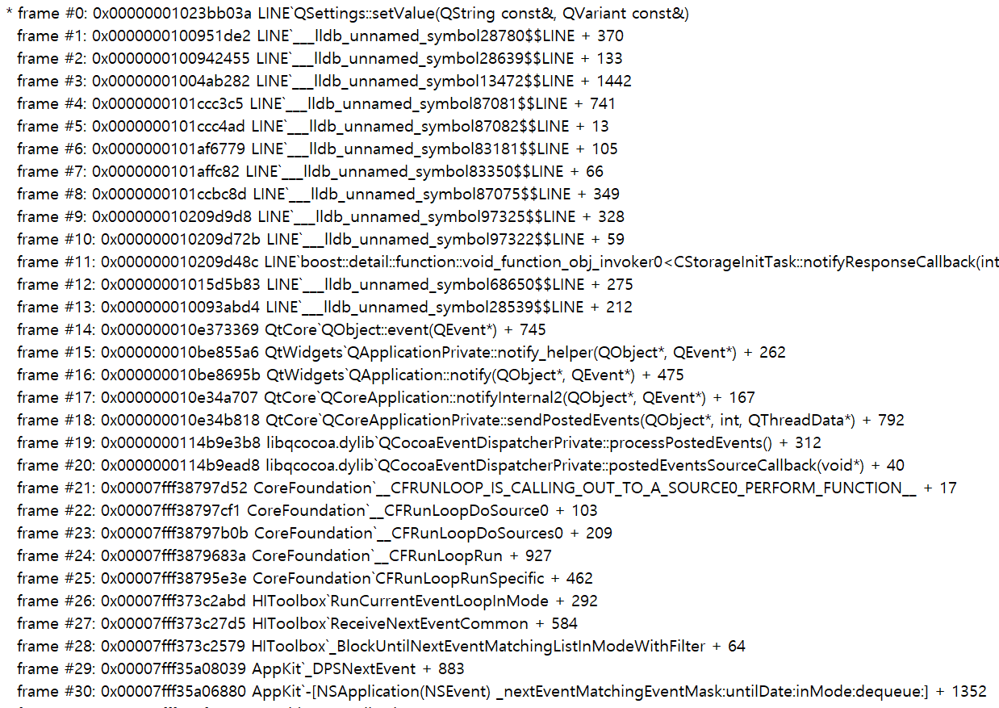 * frame #0: 0x00000001023bb03a LINE`QSettings::setValue(QString const&, QVariant const&)
frame #1: 0x0000000100951de2 LINE`___lldb_unnamed_symbol28780$$LINE + 370
frame #2: 0x0000000100942455 LINE`___lldb_unnamed_symbol28639$$LINE + 133
frame #3: 0x00000001004ab282 LINE`___lldb_unnamed_symbol13472$$LINE + 1442
frame #4: 0x0000000101ccc3c5 LINE`___lldb_unnamed_symbol87081$$LINE + 741
frame #5: 0x0000000101ccc4ad LINE`___lldb_unnamed_symbol87082$$LINE + 13
frame #6: 0x0000000101af6779 LINE`___lldb_unnamed_symbol83181$$LINE + 105
frame #7: 0x0000000101affc82 LINE`___lldb_unnamed_symbol83350$$LINE + 66
frame #8: 0x0000000101ccbc8d LINE`___lldb_unnamed_symbol87075$$LINE + 349
frame #9: 0x000000010209d9d8 LINE`___lldb_unnamed_symbol97325$$LINE + 328
frame #10: 0x000000010209d72b LINE`___lldb_unnamed_symbol97322$$LINE + 59
frame #11: 0x000000010209d48c LINE`boost::detail::function::void_function_obj_invoker0<CStorageInitTask::notifyResponseCallback(int
frame #12: 0x00000001015d5b83 LINE`___lldb_unnamed_symbol68650$$LINE + 275
frame #13: 0x000000010093abd4 LINE`___lldb_unnamed_symbol28539$$LINE + 212
frame #14: 0x000000010e373369 QtCore`QObject::event(QEvent*) + 745
frame #15: 0x000000010be855a6 QtWidgets`QApplicationPrivate::notify_helper(QObject*, QEvent*) + 262
frame #16: 0x000000010be8695b QtWidgets`QApplication::notify(QObject*, QEvent*) + 475
frame #17: 0x000000010e34a707 QtCore`QCoreApplication::notifyInternal2(QObject*, QEvent*) + 167
frame #18: 0x000000010e34b818 QtCore`QCoreApplicationPrivate::sendPostedEvents(QObject*, int, QThreadData*) + 792
frame #19: 0x0000000114b9e3b8 libqcocoa.dylib`QCocoaEventDispatcherPrivate::processPostedEvents() + 312
frame #20: 0x0000000114b9ead8 libqcocoa.dylib`QCocoaEventDispatcherPrivate::postedEventsSourceCallback(void*) + 40
frame #21: 0x00007fff38797d52 CoreFoundation`__CFRUNLOOP_IS_CALLING_OUT_TO_A_SOURCE0_PERFORM_FUNCTION__ + 17
frame #22: 0x00007fff38797cf1 CoreFoundation`__CFRunLoopDoSource0 + 103
frame #23: 0x00007fff38797b0b CoreFoundation`__CFRunLoopDoSources0 + 209
frame #24: 0x00007fff3879683a CoreFoundation`__CFRunLoopRun + 927
frame #25: 0x00007fff38795e3e CoreFoundation`CFRunLoopRunSpecific + 462
frame #26: 0x00007fff373c2abd HIToolbox`RunCurrentEventLoopInMode + 292
frame #27: 0x00007fff373c27d5 HIToolbox`ReceiveNextEventCommon + 584
frame #28: 0x00007fff373c2579 HIToolbox`_BlockUntilNextEventMatchingListInModeWithFilter + 64
frame #29: 0x00007fff35a08039 AppKit`_DPSNextEvent + 883
frame #30: 0x00007fff35a06880 AppKit`-[NSApplication(NSEvent) _nextEventMatchingEventMask:untilDate:inMode:dequeue:] + 1352